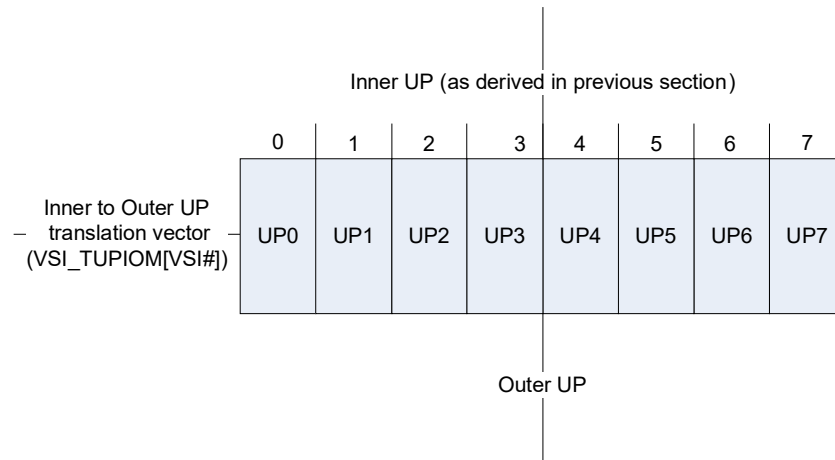 Inner UP (as derived in previous section)
0 1 2 3 4 5 6 7
Inner to Outer UP
translation vector
(VSI_TUPIOM[VSI#])
UP0 UP1 UP2 UP3 UP4 UP5 UP6 UP7
Outer UP